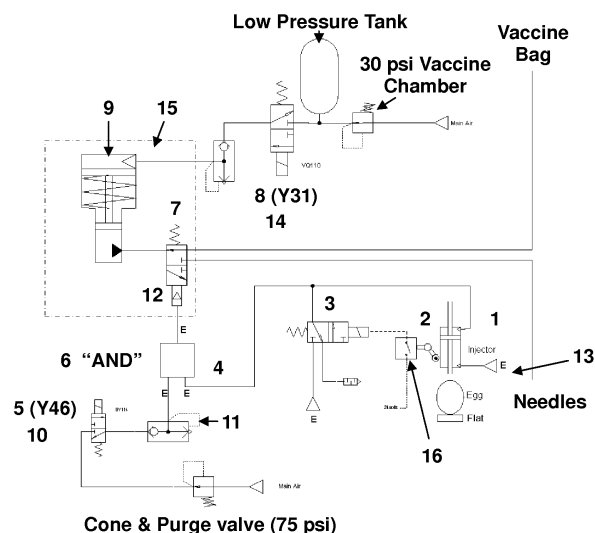 Low Pressure Tank
Vaccine
Bag
30 psi Vaccine
Chamber
9
15
Main Air
VQ110
8 (Y31)
14
7
12
3
2
1
Injector
E
13
6 "AND"
4
E
E
E
E
5 (Y46)
10
11
16
Egg
Flat
Needles
Main Air
Cone & Purge valve (75 psi)